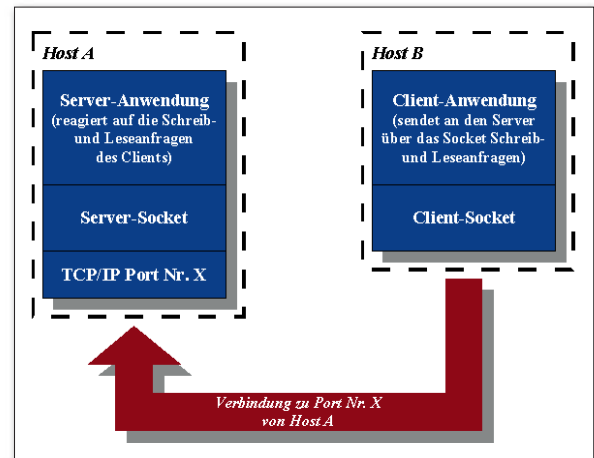 Host A
Server-Anwendung
(reagiert auf die Schreib-
und Leseanfragen
des Clients)
Server-Socket
TCP/IP Port Nr. X
Host B
Client-Anwendung
(sendet an den Server
über das Socket Schreib-
und Leseanfragen)
Client-Socket
Verbindung zu Port Nr. X
von Host A